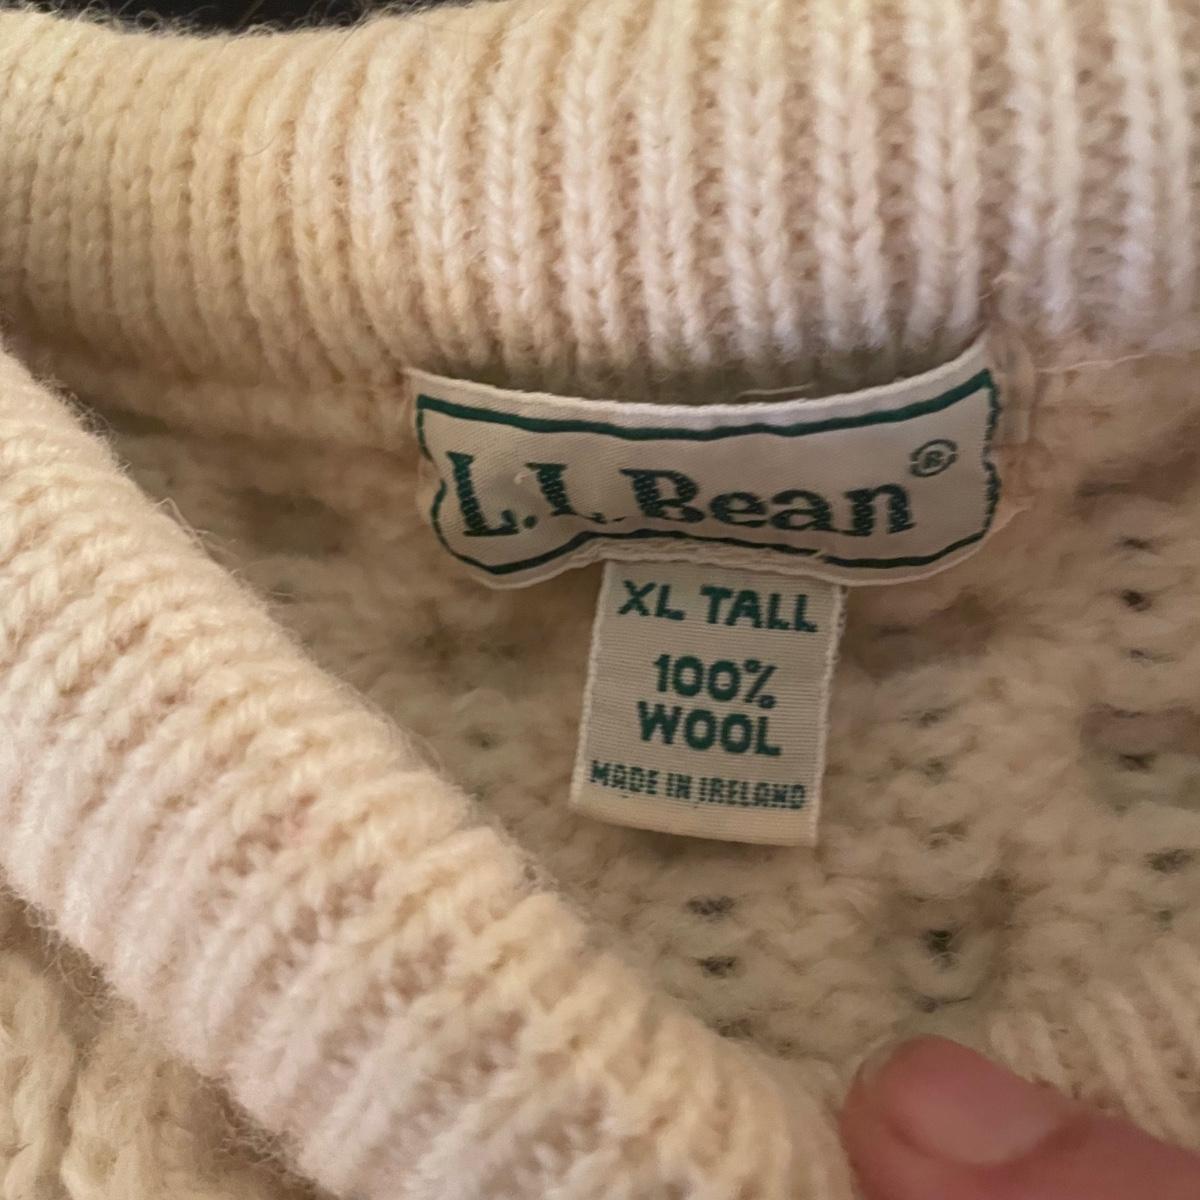 L.L.Bean®
XL TALL
100%
WOOL
MADE IN IRELAND